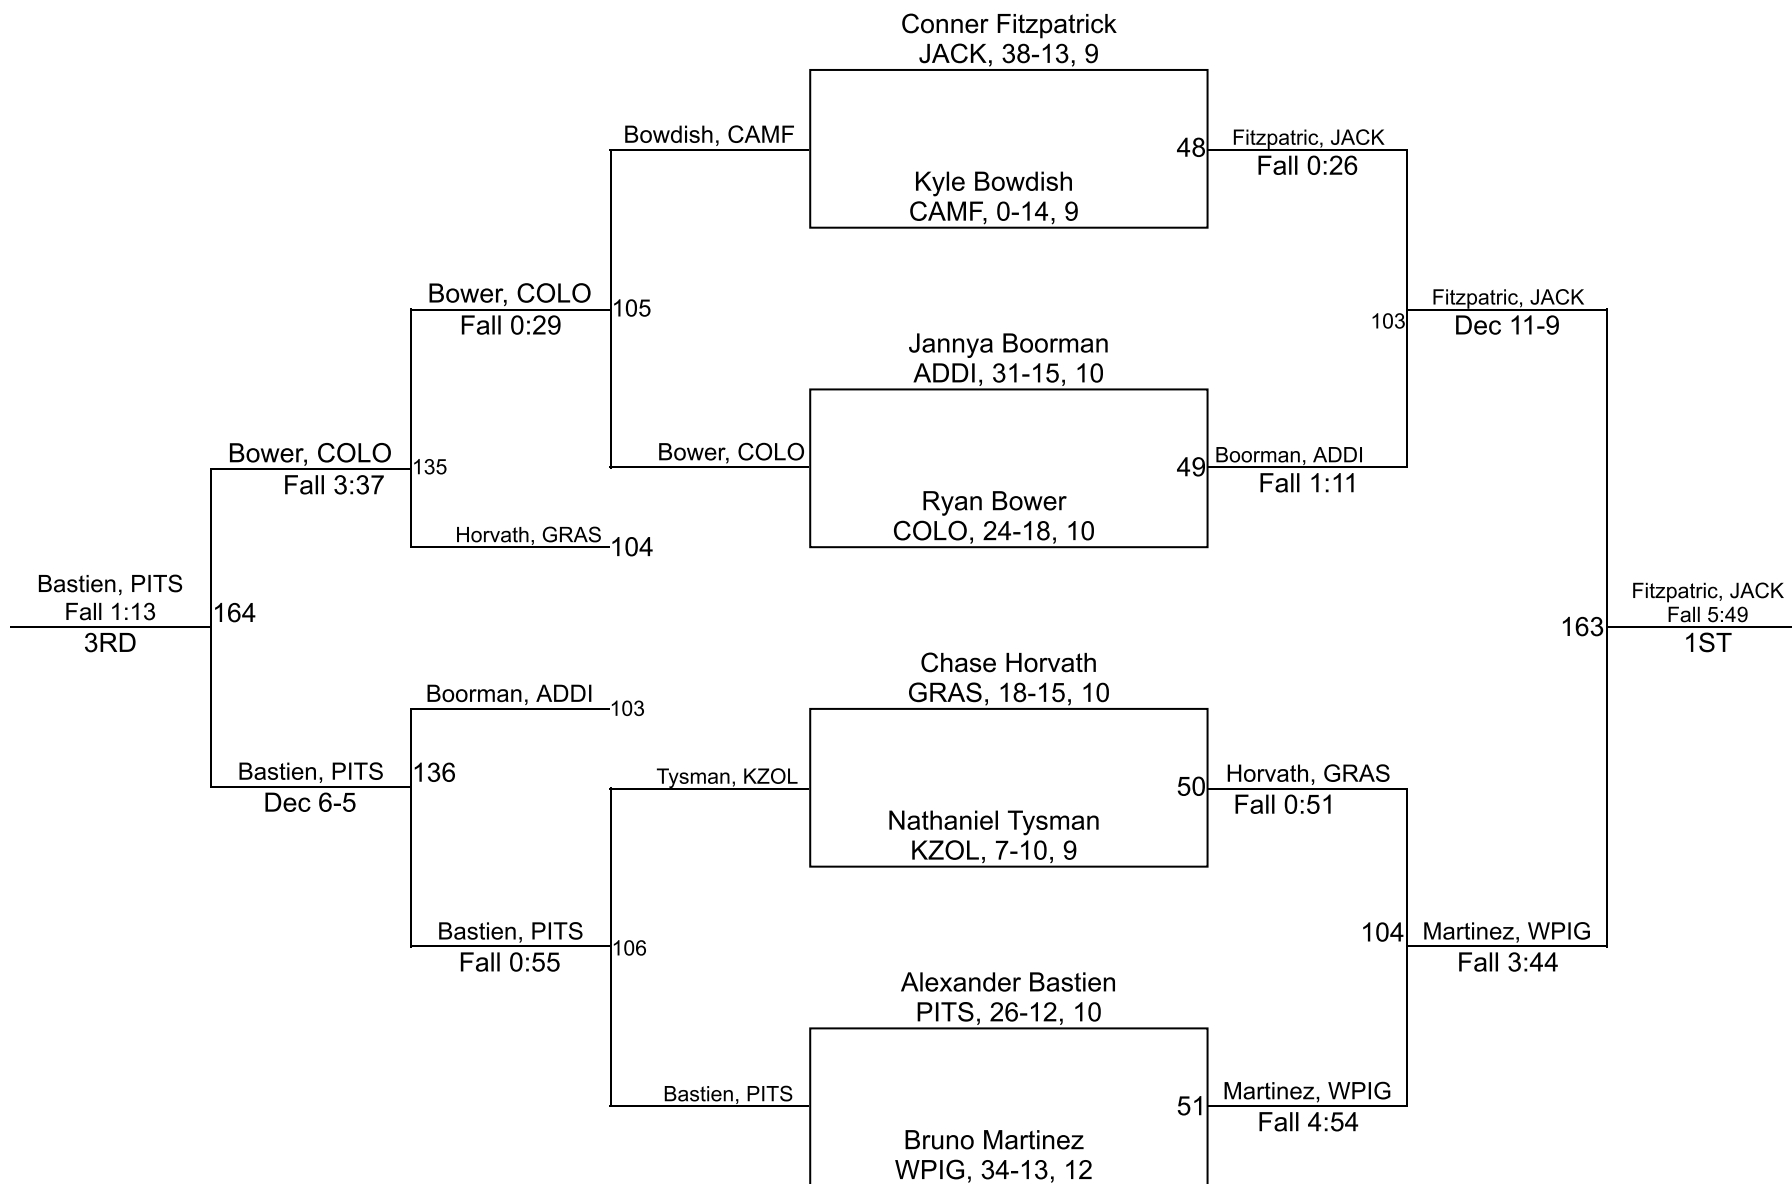 Conner Fitzpatrick
JACK, 38-13, 9
Bowdish, CAMF
48
Fitzpatric, JACK
Fall 0:26
Kyle Bowdish
CAMF, 0-14, 9
Bower, COLO
Fall 0:29
105
103
Fitzpatric, JACK
Dec 11-9
Jannya Boorman
ADDI, 31-15, 10
Bower, COLO
Fall 3:37
135
Bower, COLO
49
Boorman, ADDI
Fall 1:11
Ryan Bower
COLO, 24-18, 10
Horvath, GRAS
104
Bastien, PITS
Fall 1:13
3RD
164
163
Fitzpatric, JACK
Fall 5:49
1ST
Chase Horvath
GRAS, 18-15, 10
Boorman, ADDI
103
Bastien, PITS
Dec 6-5
136
Tysman, KZOL
50
Horvath, GRAS
Fall 0:51
Nathaniel Tysman
KZOL, 7-10, 9
Bastien, PITS
Fall 0:55
106
104
Martinez, WPIG
Fall 3:44
Alexander Bastien
PITS, 26-12, 10
Bastien, PITS
51
Martinez, WPIG
Fall 4:54
Bruno Martinez
WPIG, 34-13, 12